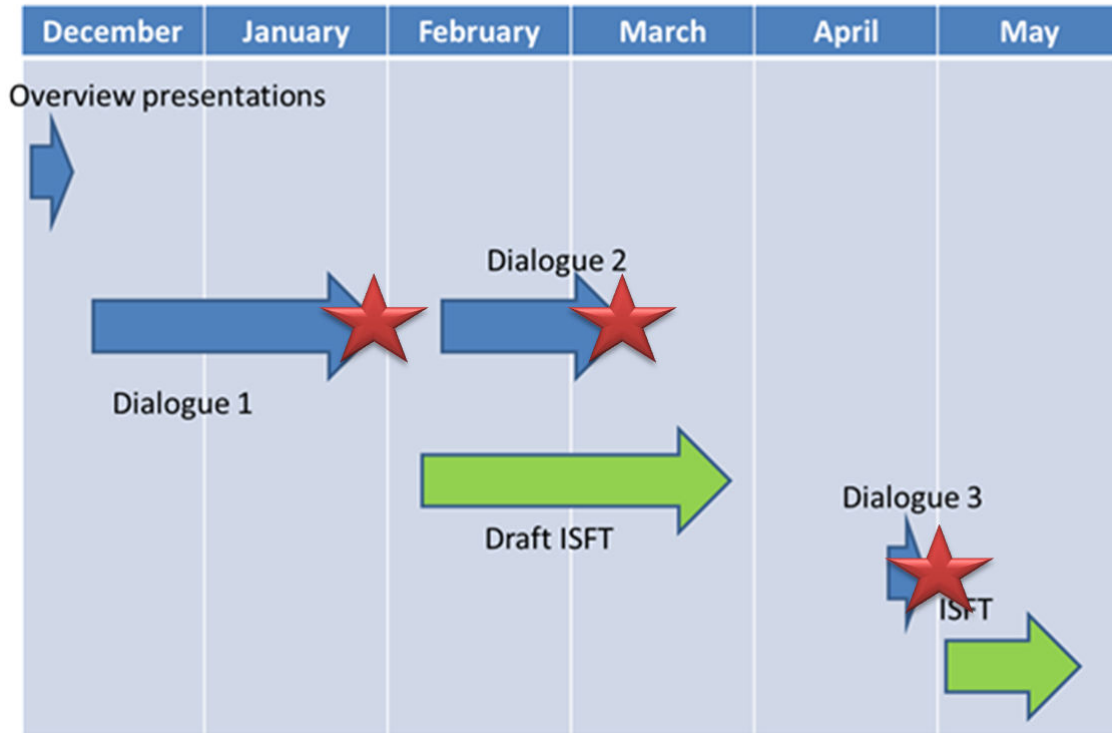 December January February March April May
Overview presentations
Dialogue 2
Dialogue 1
Dialogue 3
Draft ISFT
ISFT